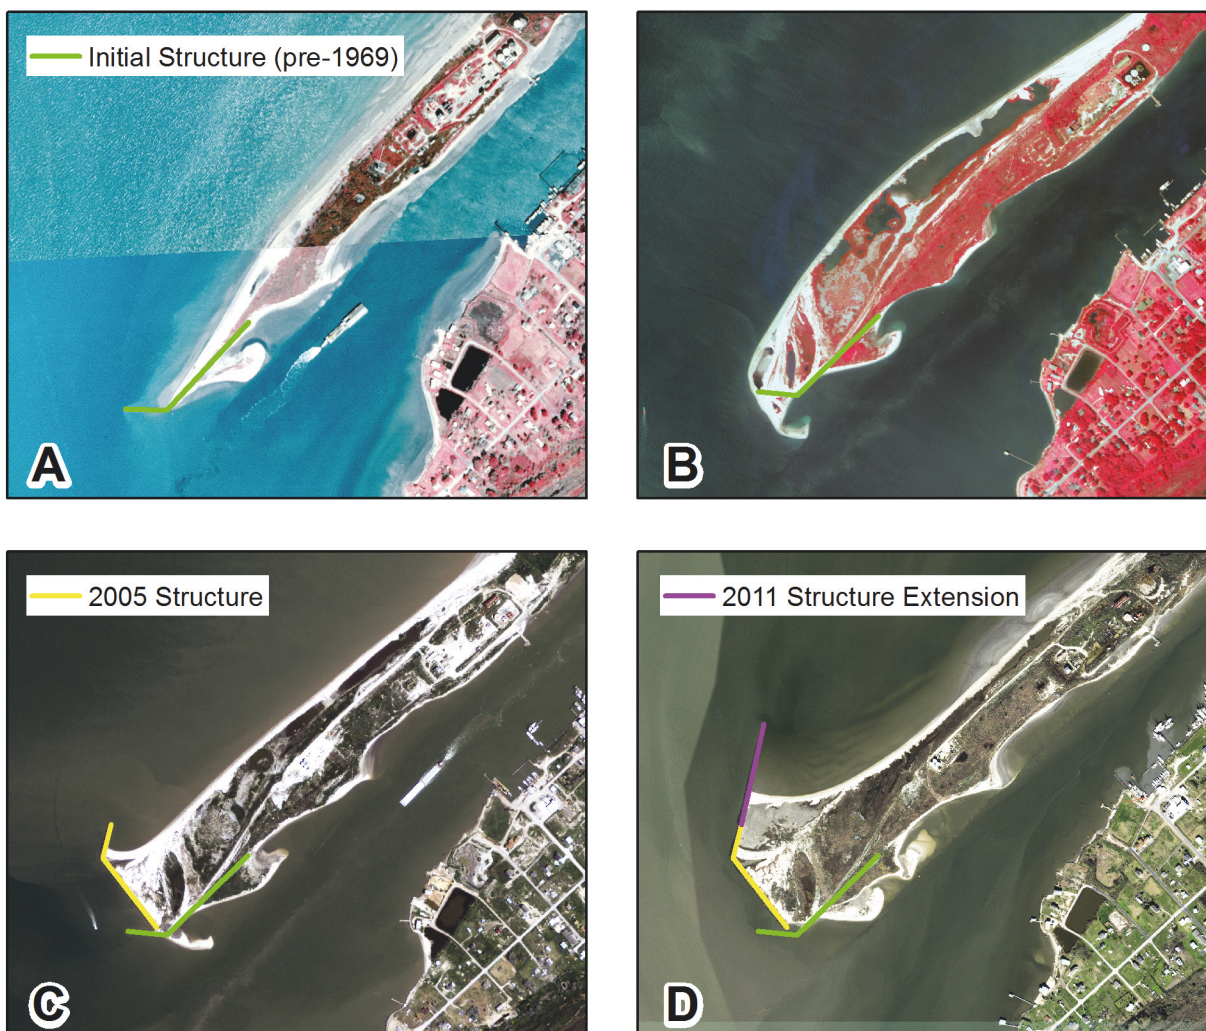 Initial Structure (pre-1969)
A
B
2005 Structure
C
2011 Structure Extension
D